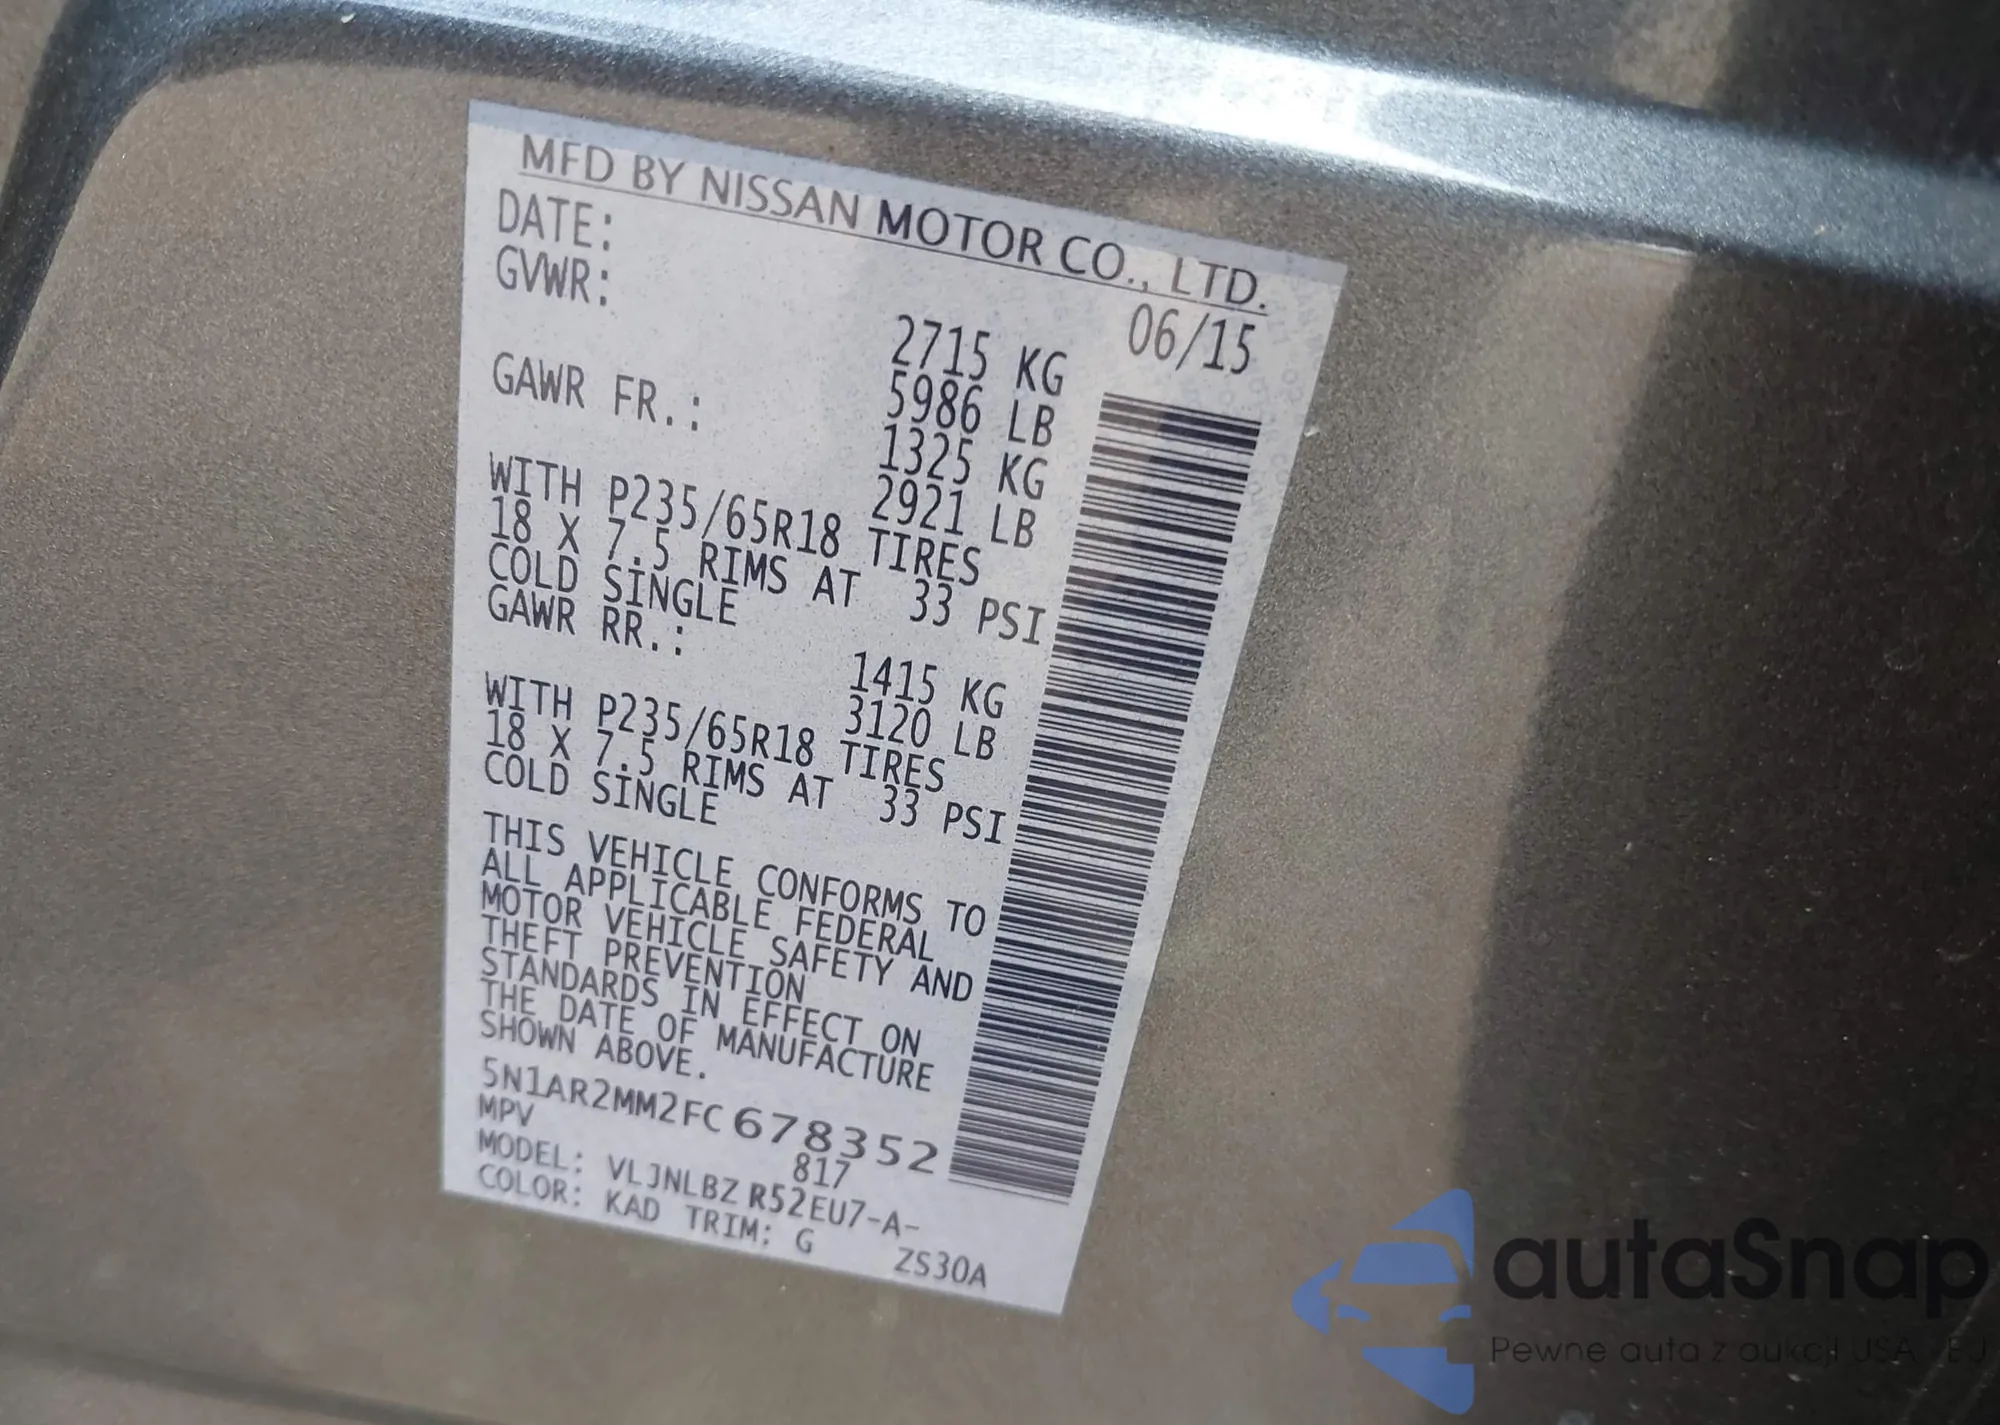 MFD BY NISSAN MOTOR CO., LTD.
DATE: 06/15
GVWR: 2715 KG
5986 LB
GAWR FR.: 1325 KG
2921 LB
WITH P235/65R18 TIRES
18 X 7.5 RIMS AT 33 PSI
COLD SINGLE
GAWR RR.: 1415 KG
3120 LB
WITH P235/65R18 TIRES
18 X 7.5 RIMS AT 33 PSI
COLD SINGLE
THIS VEHICLE CONFORMS TO
ALL APPLICABLE FEDERAL
MOTOR VEHICLE SAFETY AND
THEFT PREVENTION
STANDARDS IN EFFECT ON
THE DATE OF MANUFACTURE
SHOWN ABOVE.
5N1AR2MM2FC678352
MPV 817
MODEL: VLJNLBZ R52EU7-A-
COLOR: KAD TRIM: G ZS30A
autaSnap
Pewne auta z aukcji USA